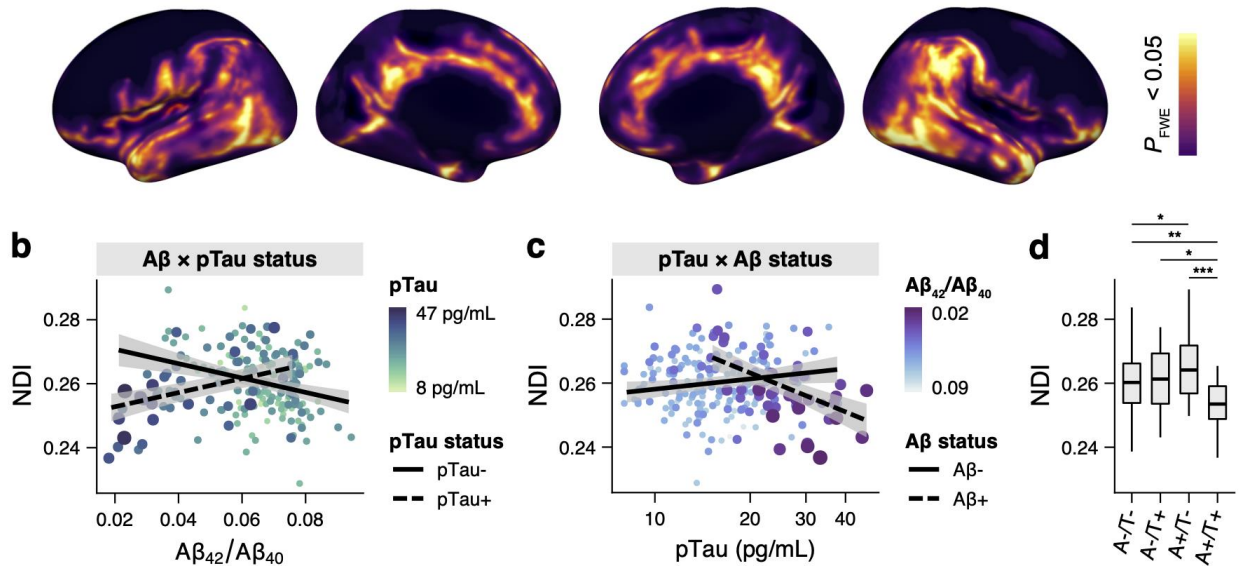 P_FWE < 0.05
b
Aβ × pTau status
NDI
0.28
0.26
0.24
0.02
0.04
0.06
0.08
Aβ₄₂/Aβ₄₀
pTau
47 pg/mL
8 pg/mL
pTau status
pTau-
pTau+
c
pTau × Aβ status
NDI
0.28
0.26
0.24
10
20
30
40
pTau (pg/mL)
Aβ₄₂/Aβ₄₀
0.02
0.09
Aβ status
Aβ-
Aβ+
d
*
**
*
***
NDI
0.28
0.26
0.24
A-/T-
A-/T+
A+/T-
A+/T+